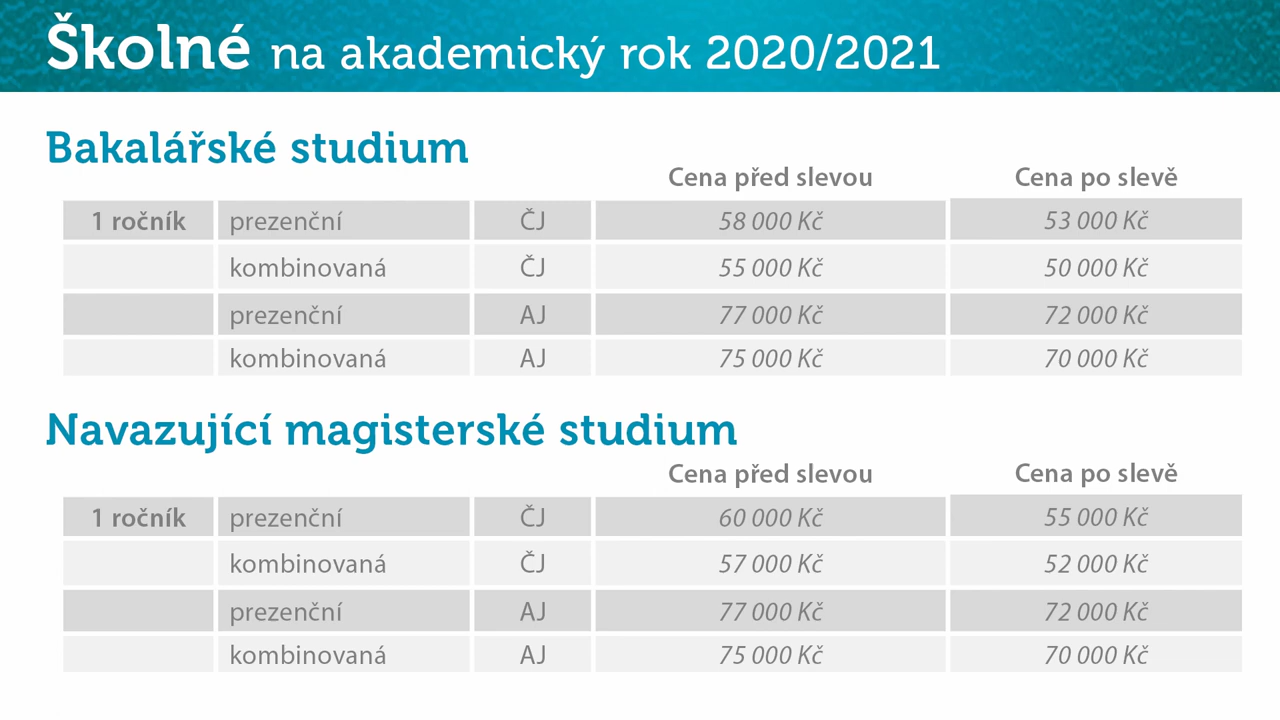 Školné na akademický rok 2020/2021
Bakalářské studium
Cena před slevou Cena po slevě
1 ročník prezenční ČJ 58 000 Kč 53 000 Kč
kombinovaná ČJ 55 000 Kč 50 000 Kč
prezenční AJ 77 000 Kč 72 000 Kč
kombinovaná AJ 75 000 Kč 70 000 Kč
Navazující magisterské studium
Cena před slevou Cena po slevě
1 ročník prezenční ČJ 60 000 Kč 55 000 Kč
kombinovaná ČJ 57 000 Kč 52 000 Kč
prezenční AJ 77 000 Kč 72 000 Kč
kombinovaná AJ 75 000 Kč 70 000 Kč